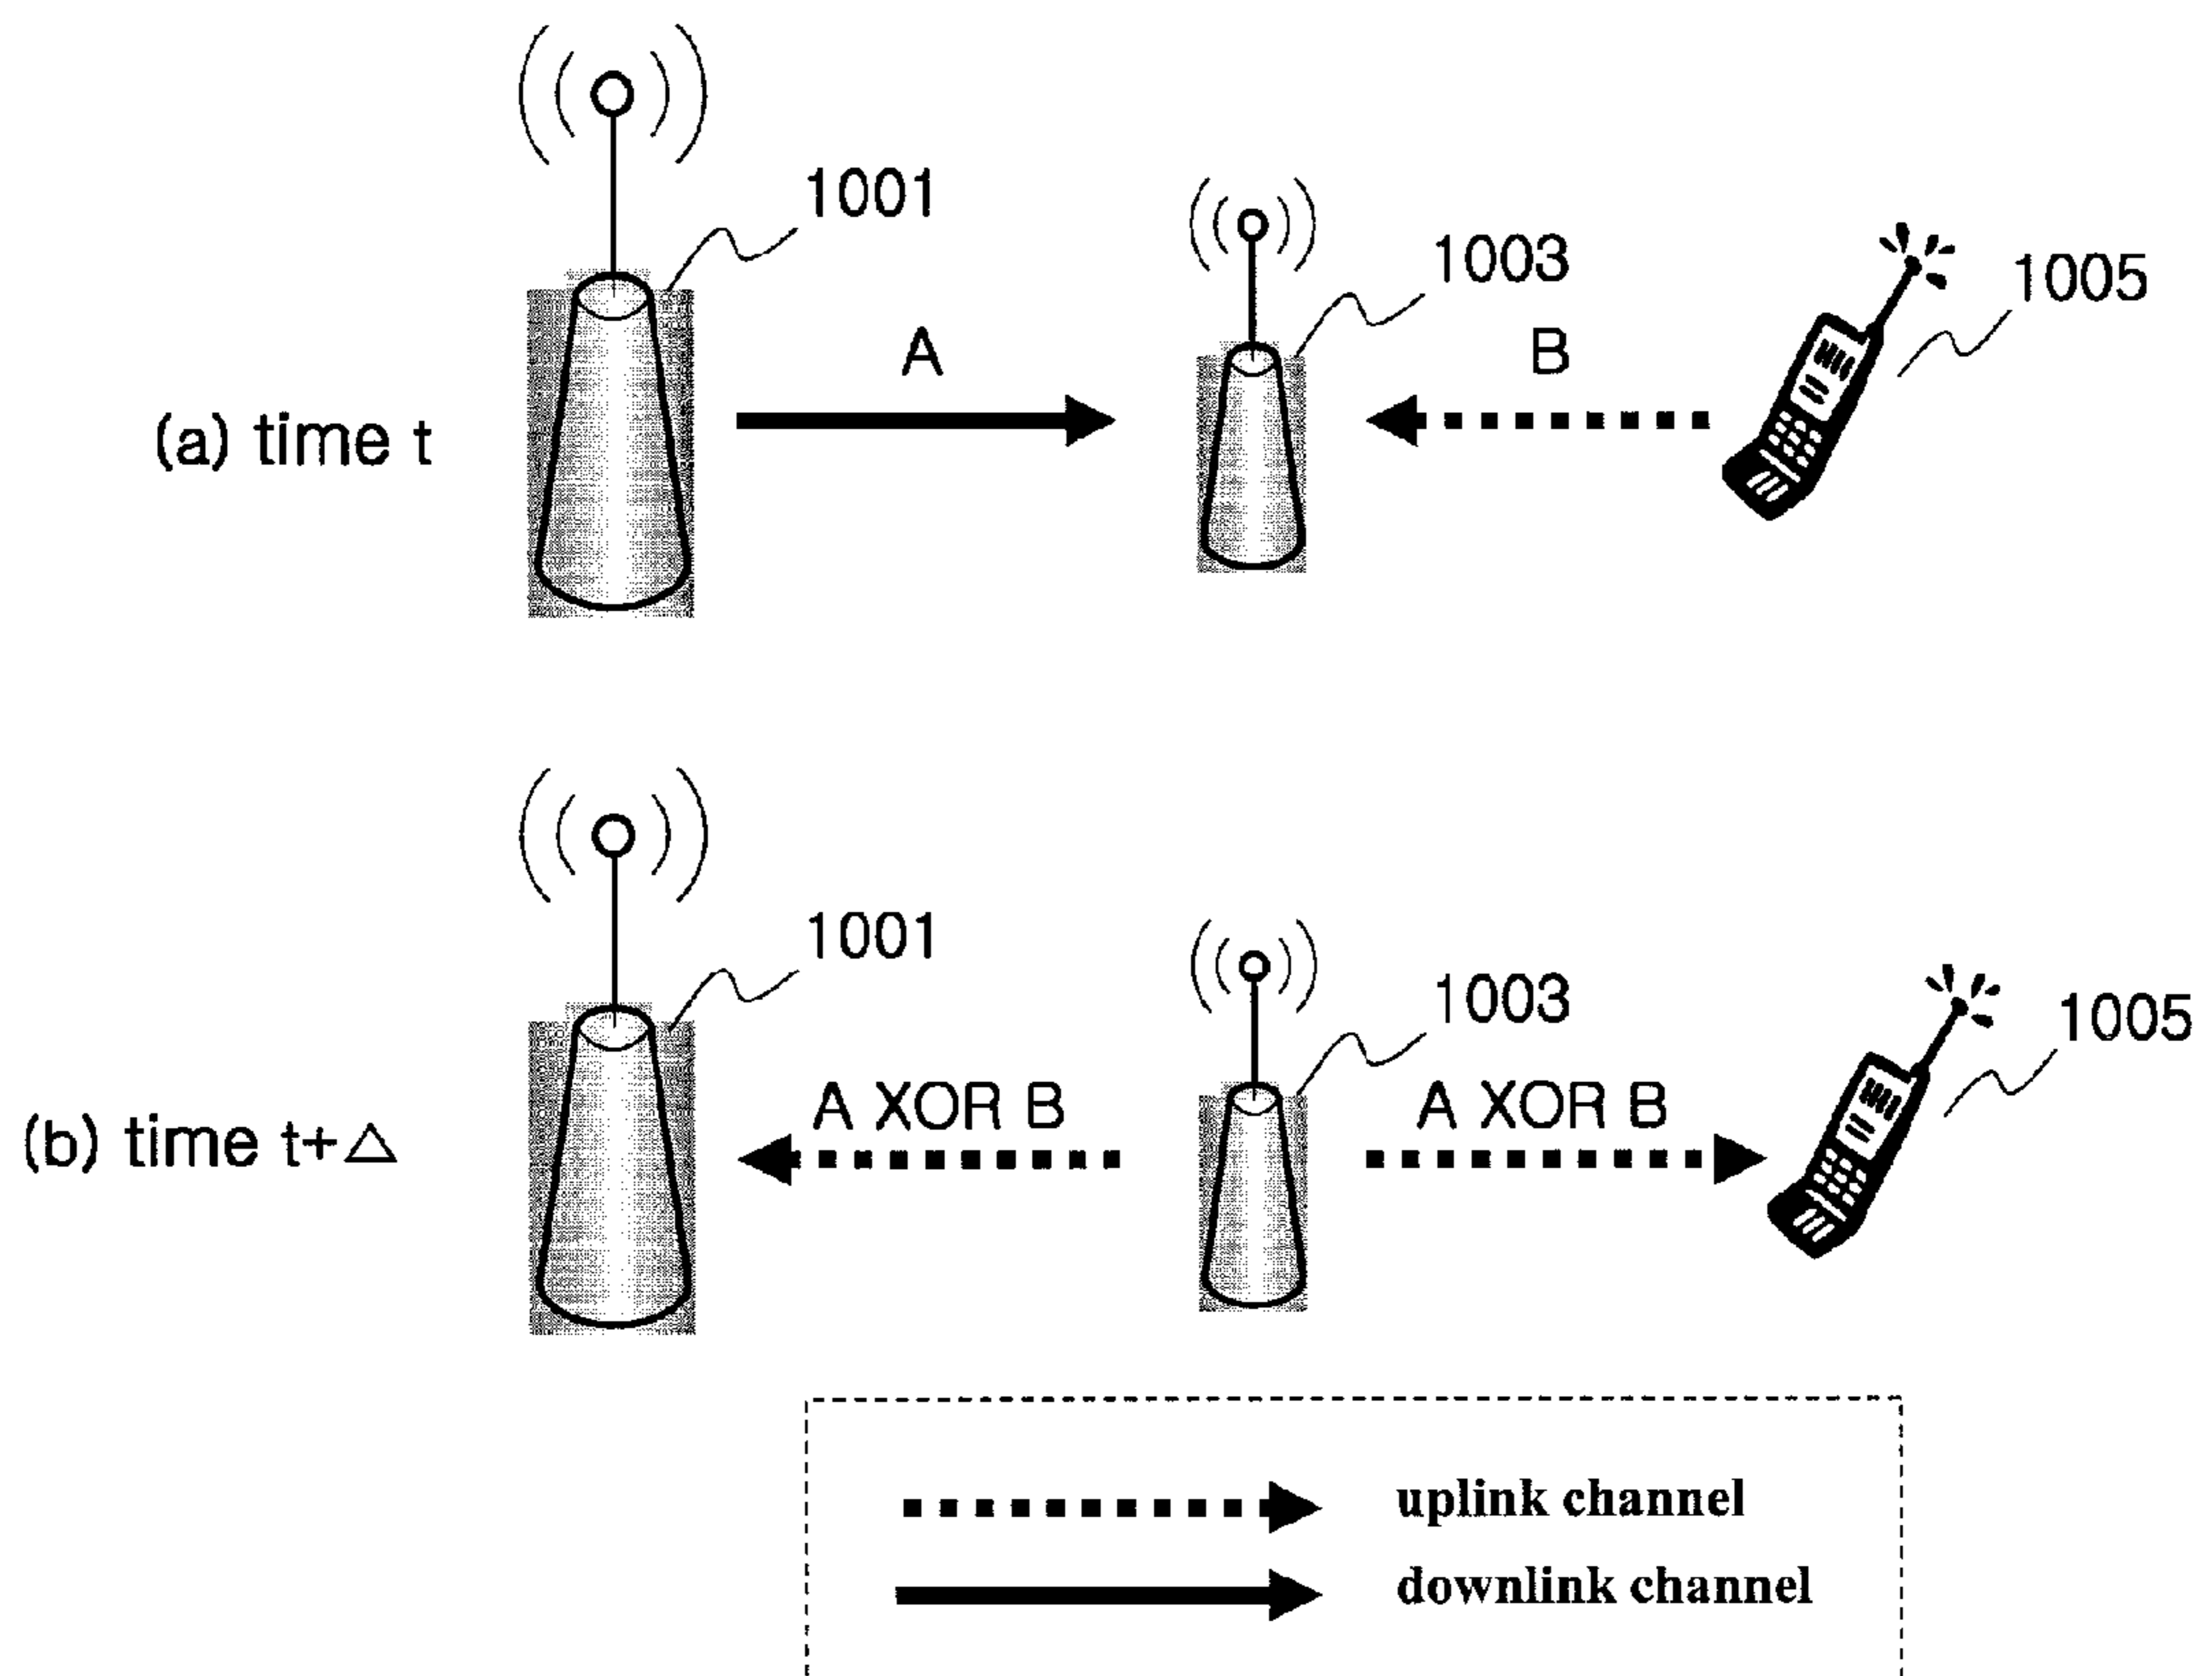 1001
1003
1005
A
B
(a) time t
1001
1003
1005
A XOR B
A XOR B
(b) time t+△
uplink channel
downlink channel